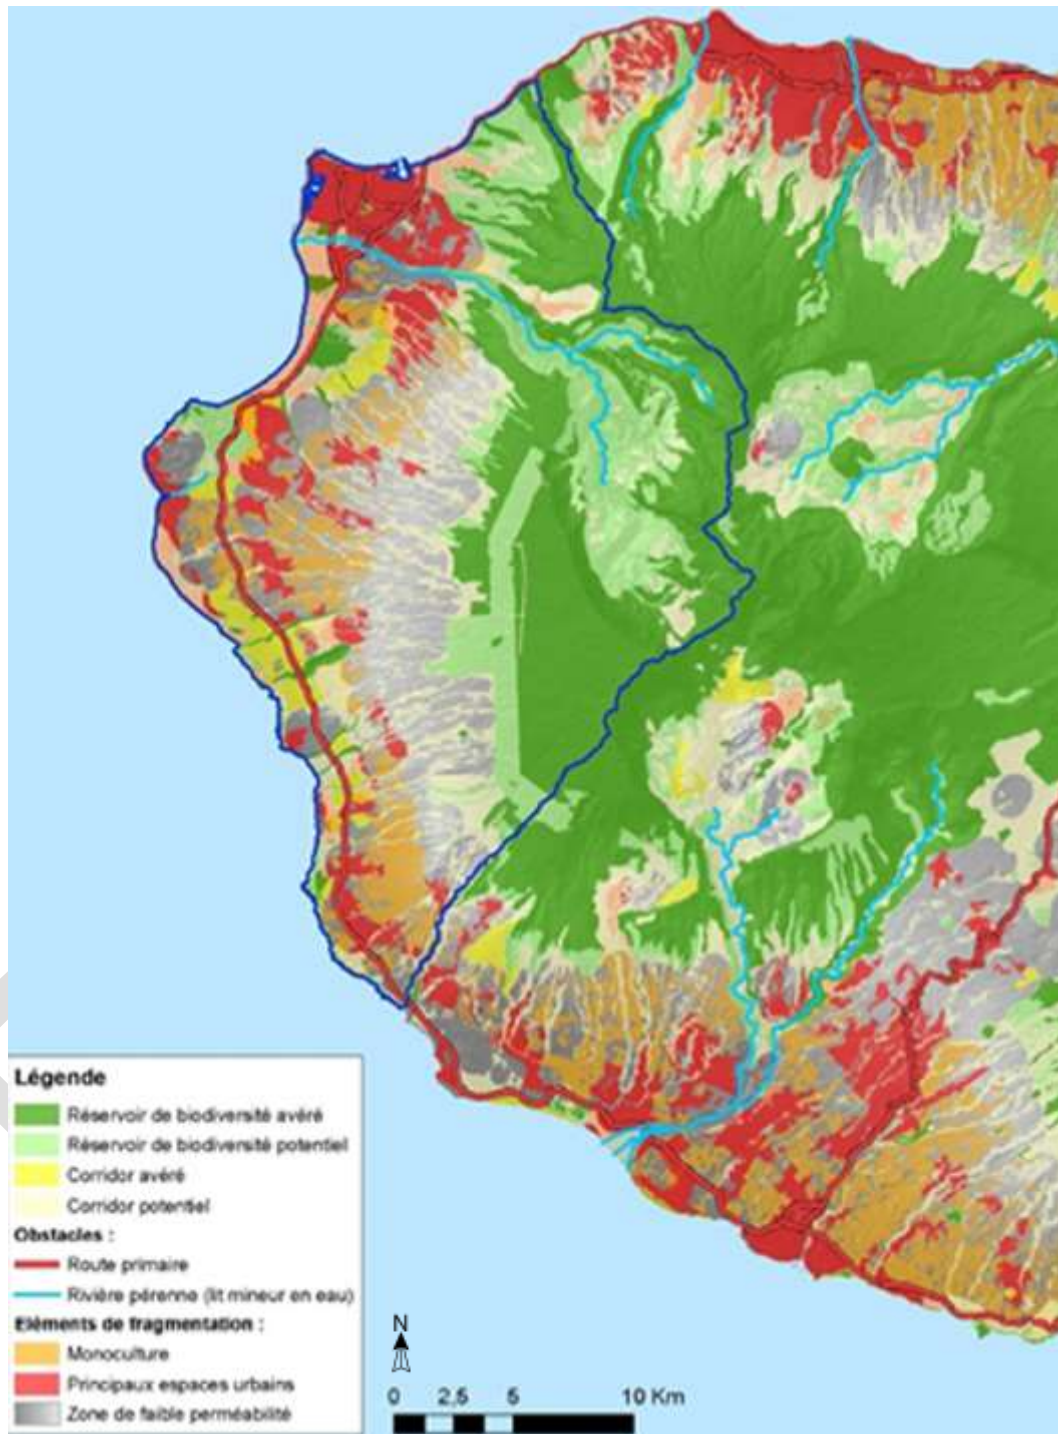 Légende
Réservoir de biodiversité avéré
Réservoir de biodiversité potentiel
Corridor avéré
Corridor potentiel
Obstacles :
Route primaire
Rivière pérenne (lit mineur en eau)
Eléments de fragmentation :
Monoculture
Principaux espaces urbains
Zone de faible perméabilité
N
0 2,5 5 10 Km